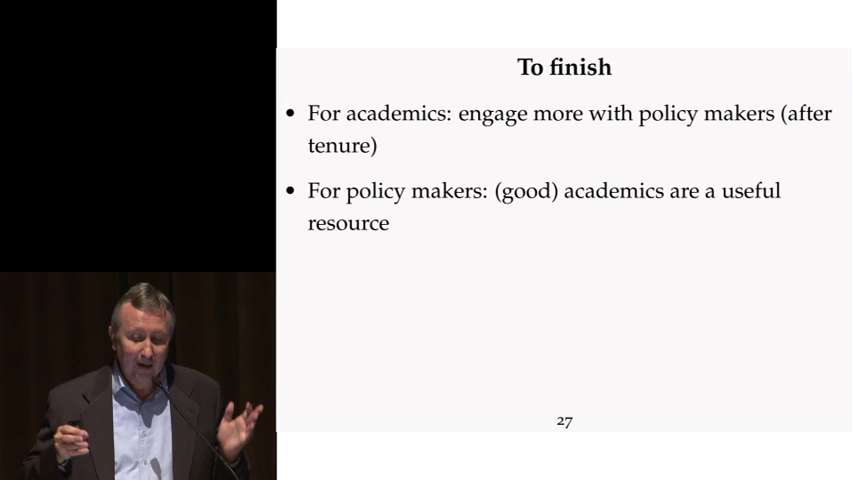 To finish
• For academics: engage more with policy makers (after
tenure)
• For policy makers: (good) academics are a useful
resource
27